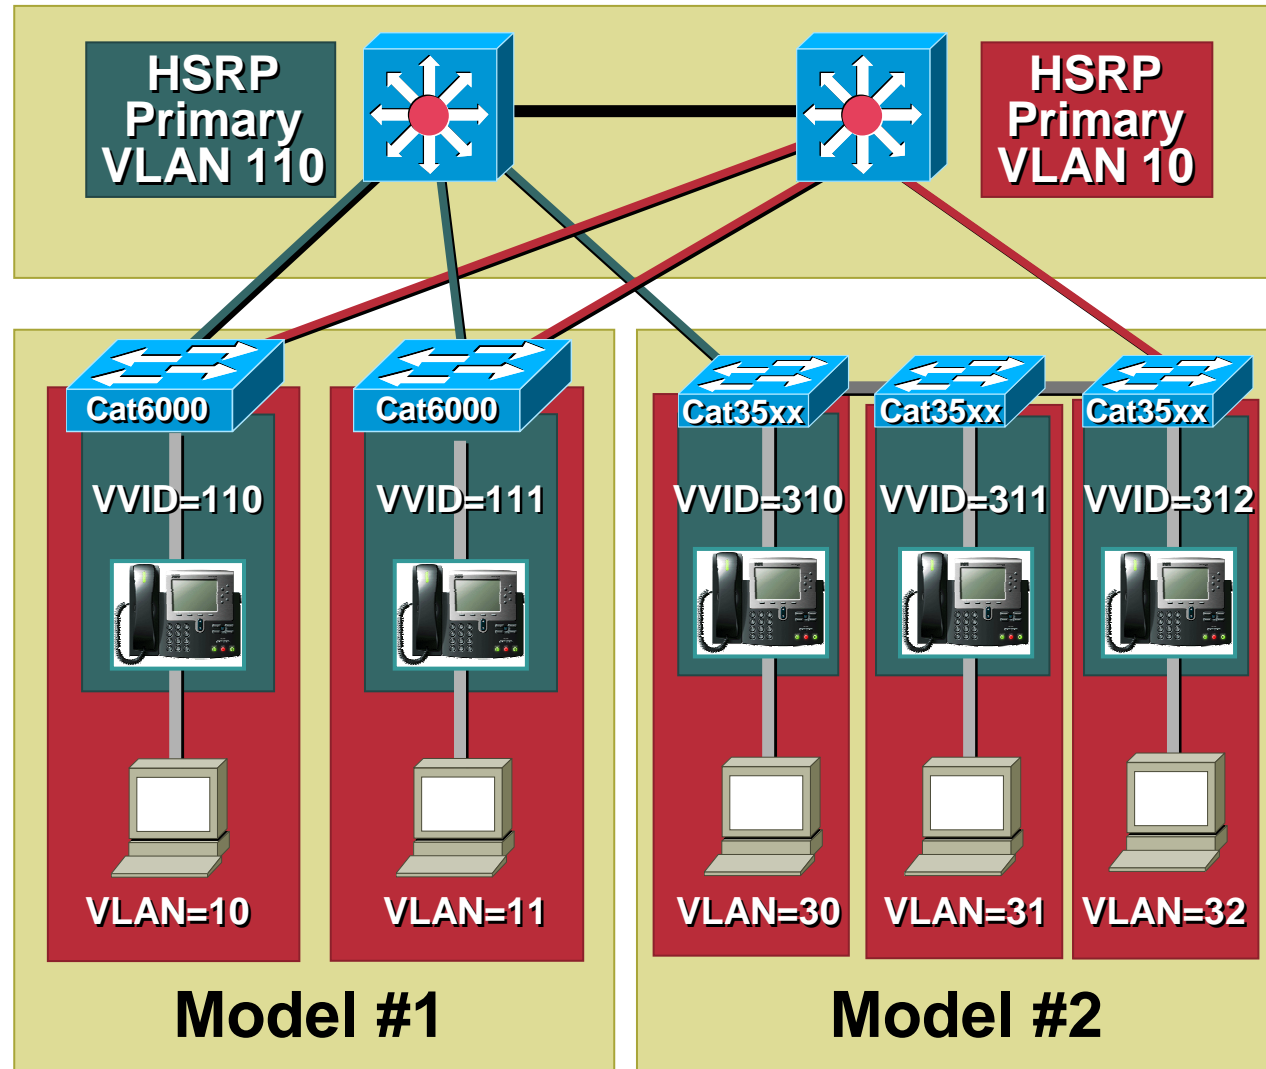 HSRP
Primary
VLAN 110
HSRP
Primary
VLAN 10
Cat6000
Cat6000
Cat35xx
Cat35xx
Cat35xx
VVID=110
VVID=111
VVID=310
VVID=311
VVID=312
VLAN=10
VLAN=11
VLAN=30
VLAN=31
VLAN=32
Model #1
Model #2